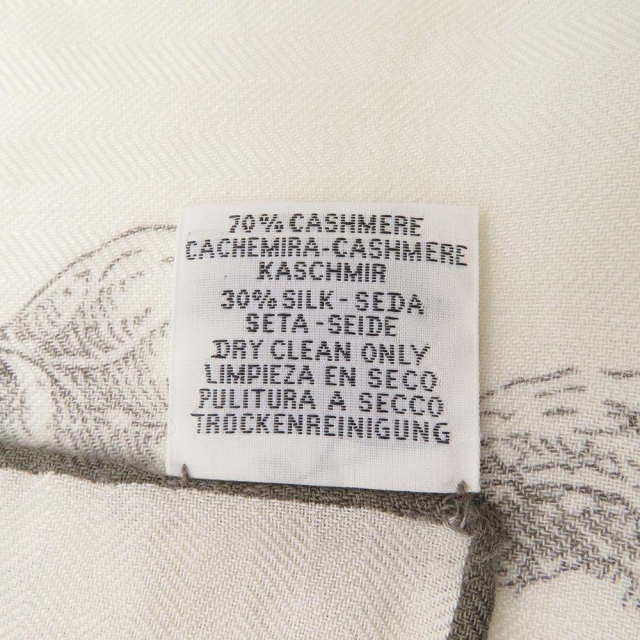 70% CASHMERE
CACHEMIRA-CASHMERE
KASCHMIR
30% SILK - SEDA
SETA - SEIDE
DRY CLEAN ONLY
LIMPIEZA EN SECO
PULITURA A SECCO
TROCKENREINIGUNG